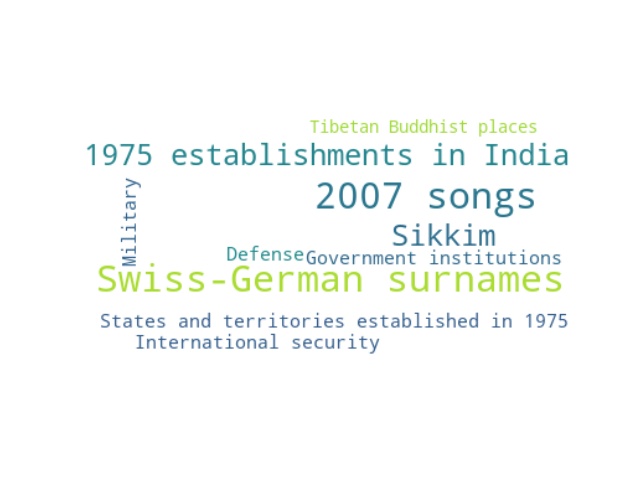 Tibetan Buddhist places
1975 establishments in India
Military
2007 songs
Sikkim
Defense
Government institutions
Swiss-German surnames
States and territories established in 1975
International security